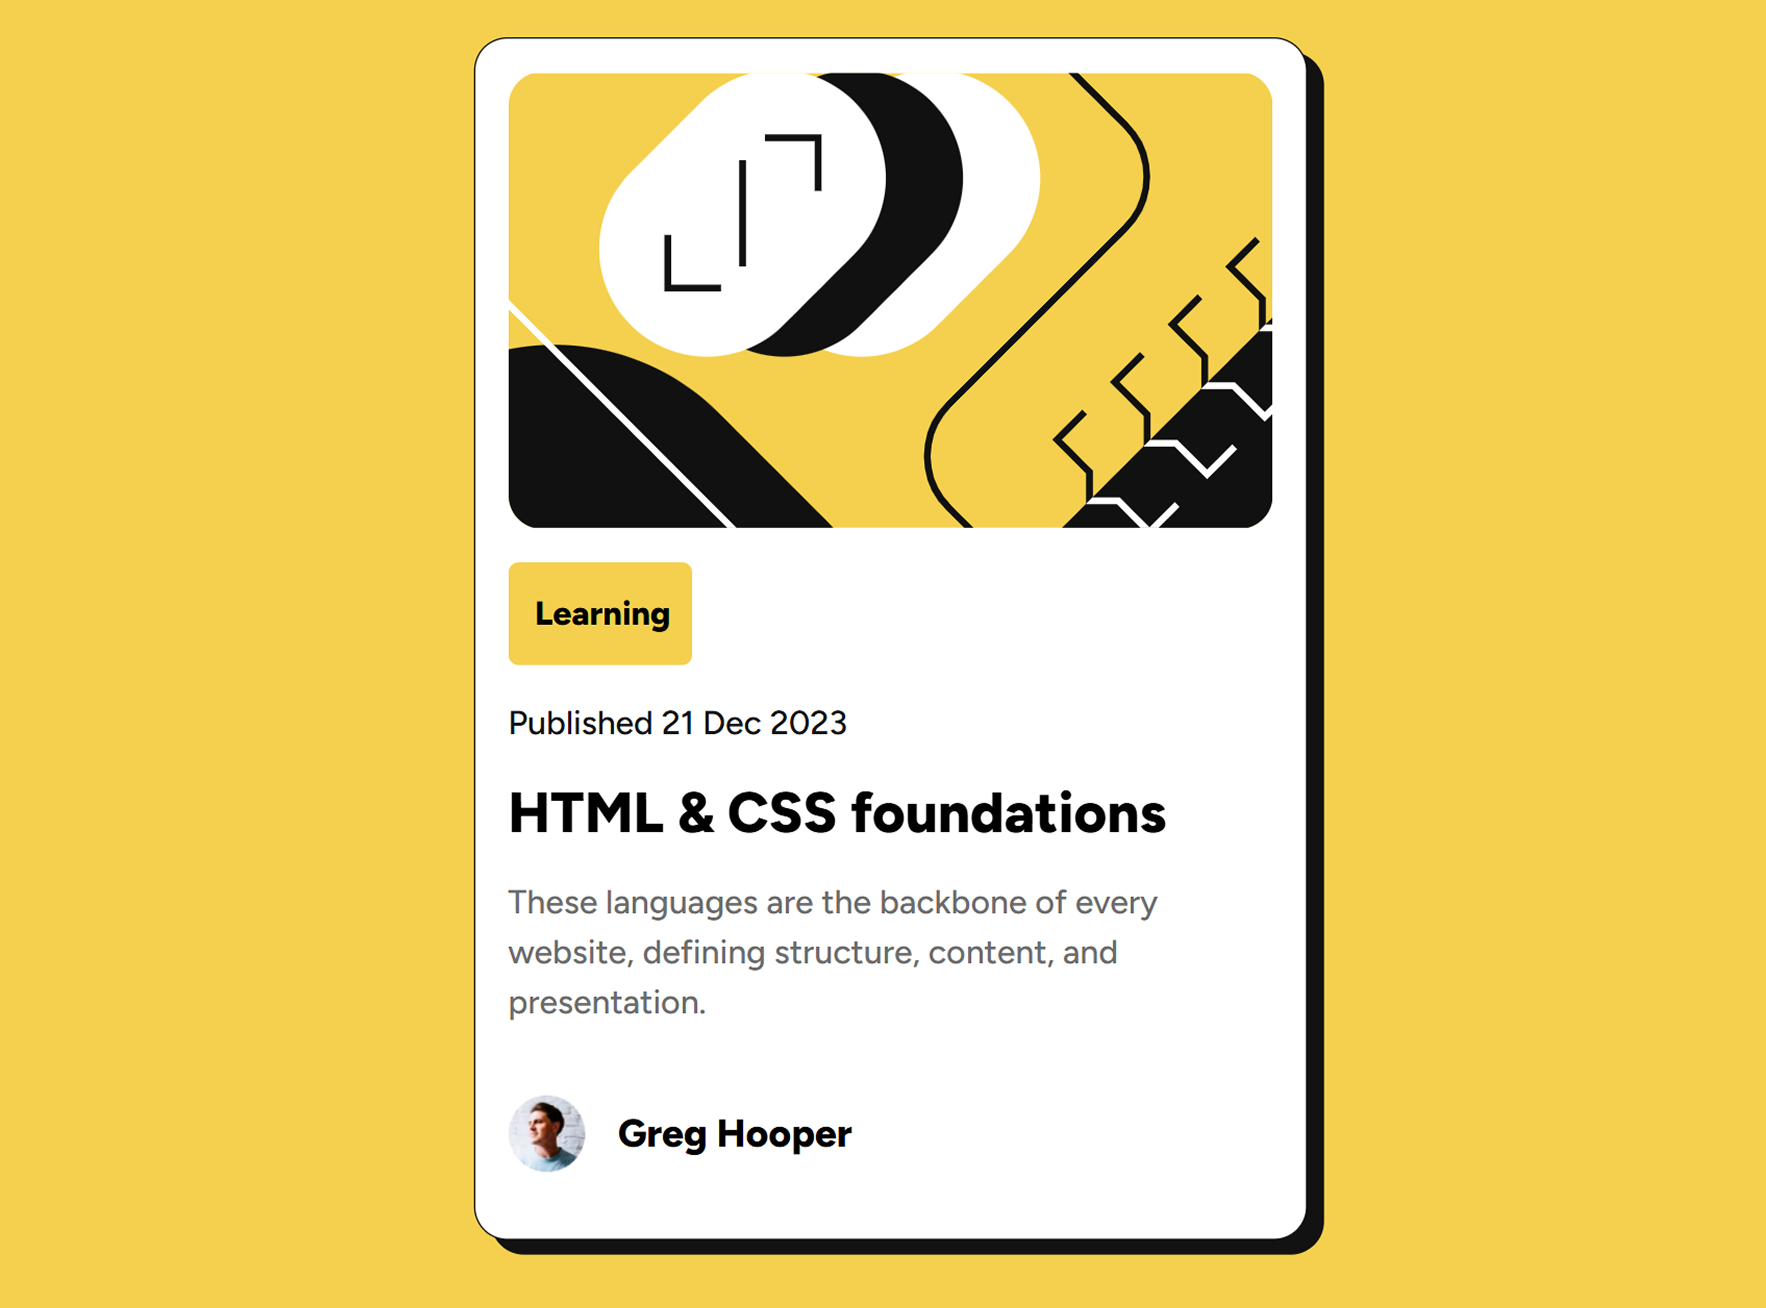 Learning
Published 21 Dec 2023
HTML & CSS foundations
These languages are the backbone of every
website, defining structure, content, and
presentation.
Greg Hooper